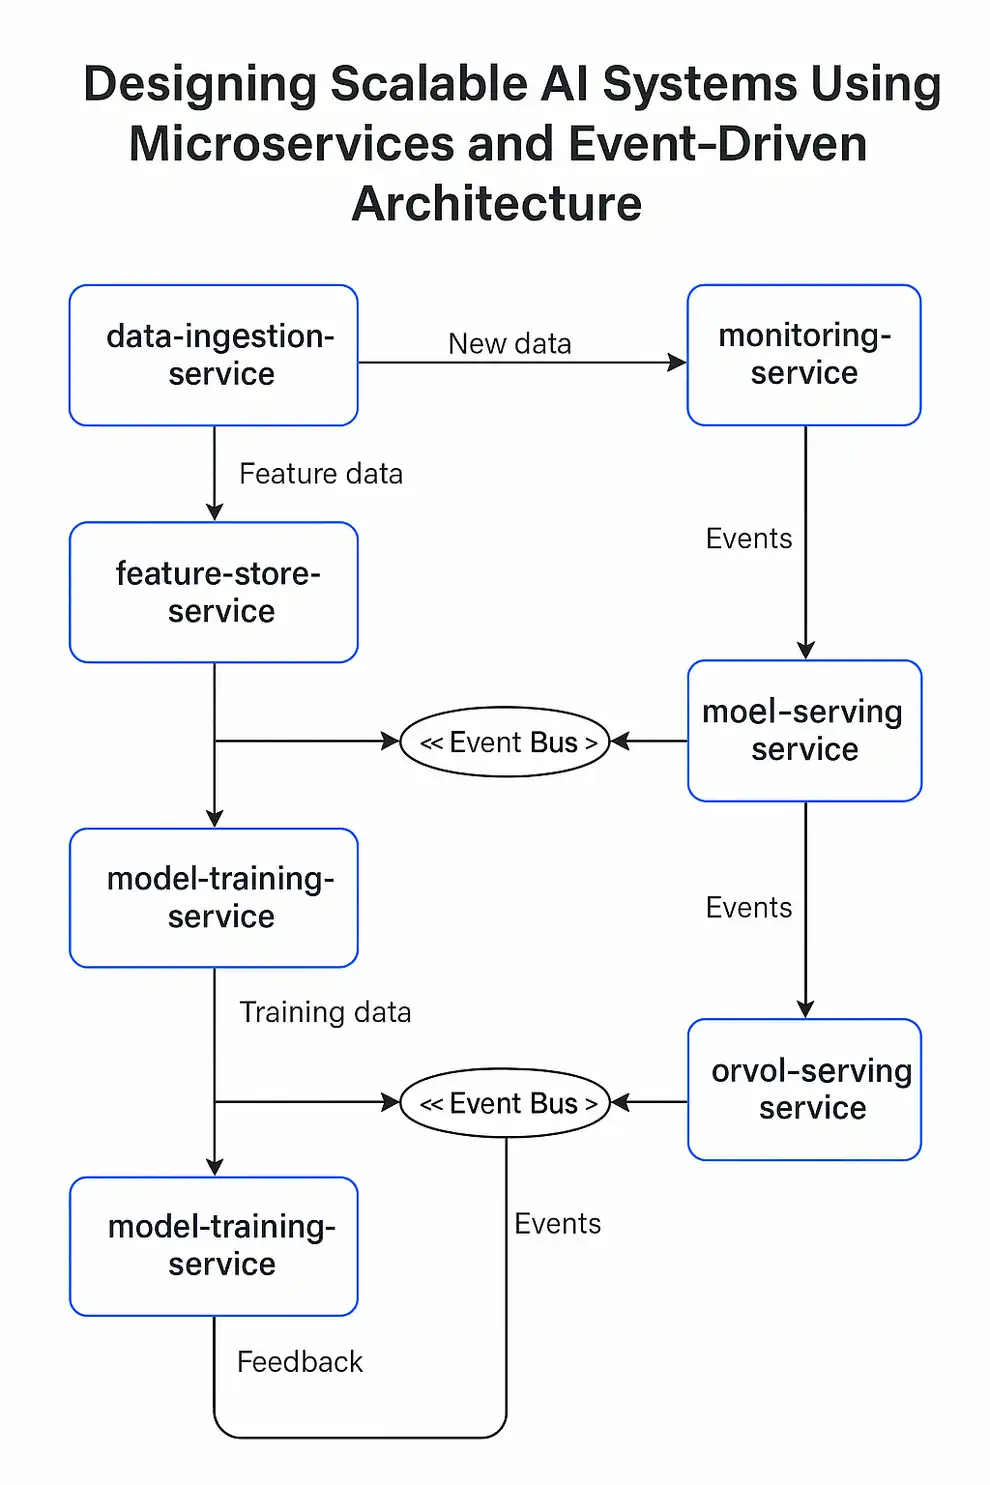 Designing Scalable AI Systems Using
Microservices and Event-Driven
Architecture
data-ingestion-
service
New data
monitoring-
service
Feature data
Events
feature-store-
service
moel-serving
service
<< Event Bus >
model-training-
service
Events
Training data
orvol-serving
service
<< Event Bus >
model-training-
service
Events
Feedback